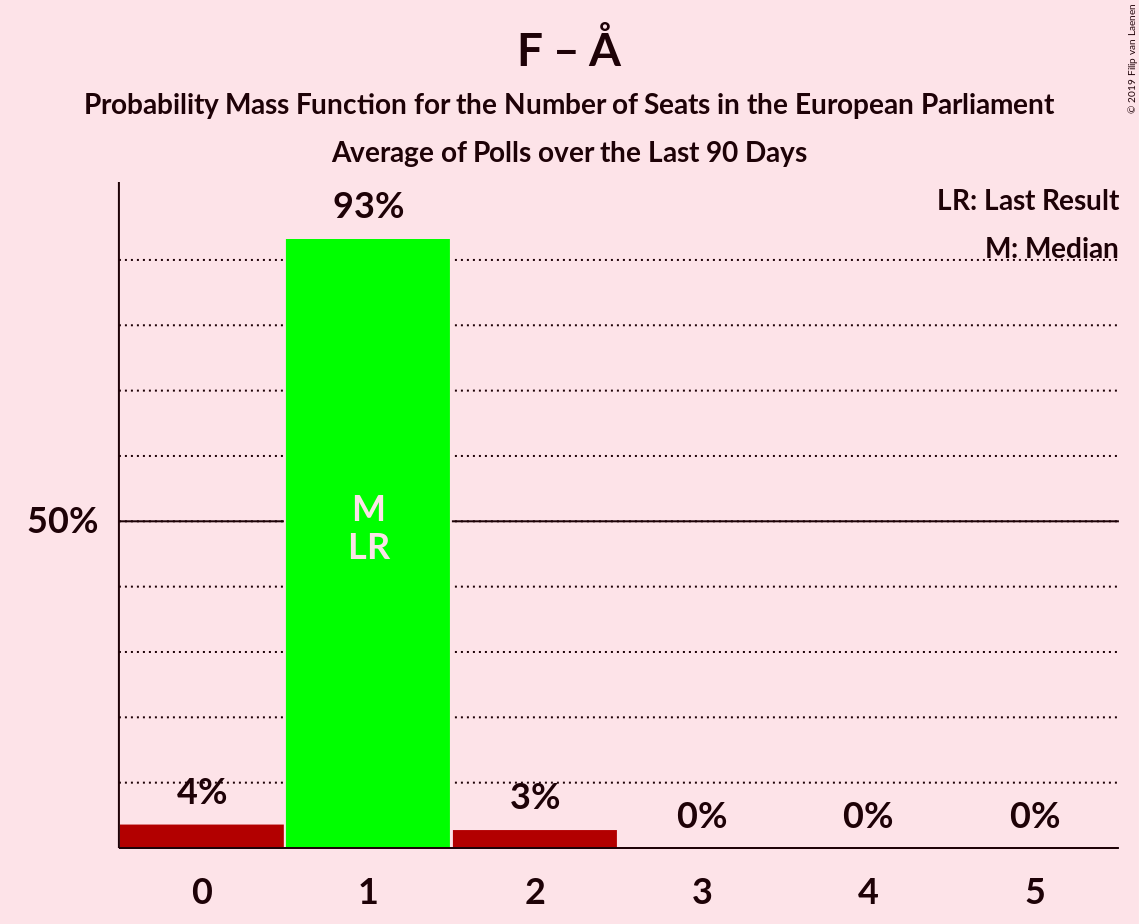 F – Å
Probability Mass Function for the Number of Seats in the European Parliament
Average of Polls over the Last 90 Days
© 2019 Filip van Laenen
LR: Last Result
M: Median
93%
50%
M
LR
4%
3%
0%
0%
0%
0
1
2
3
4
5